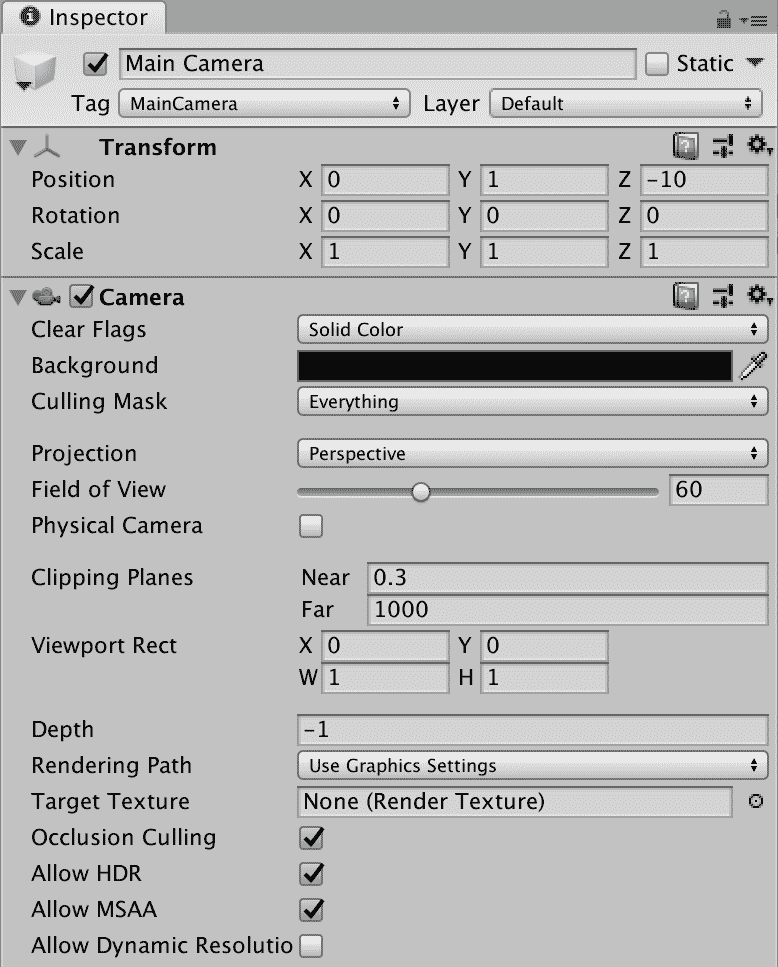 Inspector
Main Camera Static
Tag MainCamera Layer Default
Transform
Position X 0 Y 1 Z -10
Rotation X 0 Y 0 Z 0
Scale X 1 Y 1 Z 1
Camera
Clear Flags Solid Color
Background
Culling Mask Everything
Projection Perspective
Field of View 60
Physical Camera
Clipping Planes Near 0.3
Far 1000
Viewport Rect X 0 Y 0
W 1 H 1
Depth -1
Rendering Path Use Graphics Settings
Target Texture None (Render Texture)
Occlusion Culling
Allow HDR
Allow MSAA
Allow Dynamic Resolutio